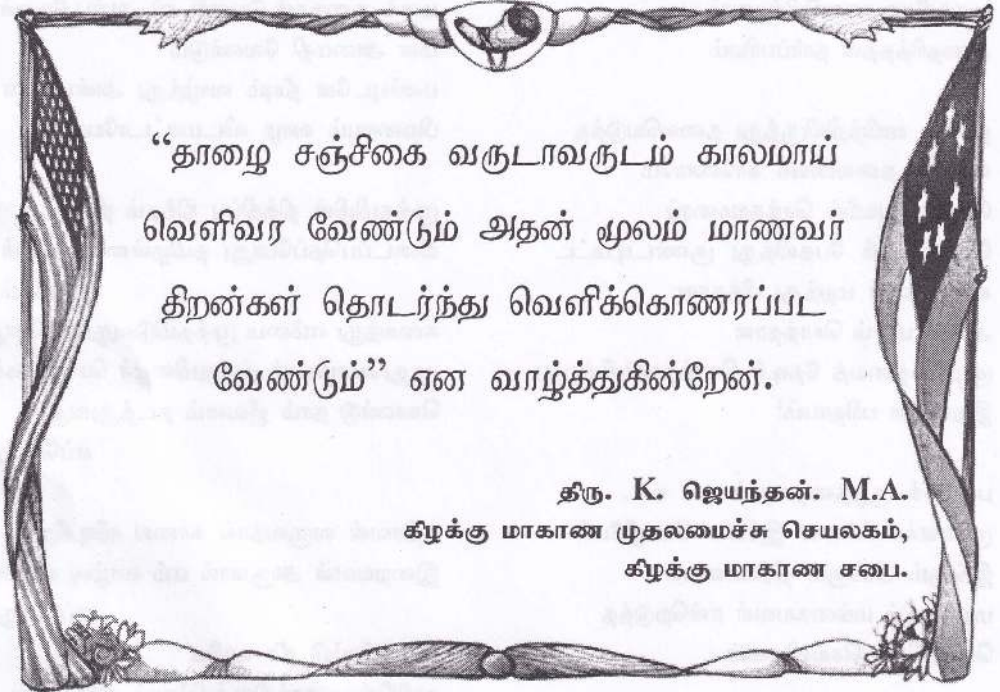 “தாழை சஞ்சிகை வருடாவருடம் காலமாய்
வெளிவர வேண்டும் அதன் மூலம் மாணவர்
திறன்கள் தொடர்ந்து வெளிக்கொணரப்பட
வேண்டும்” என வாழ்த்துகின்றேன்.
திரு. K. ஜெயந்தன். M.A.
கிழக்கு மாகாண முதலமைச்சு செயலகம்,
கிழக்கு மாகாண சபை.